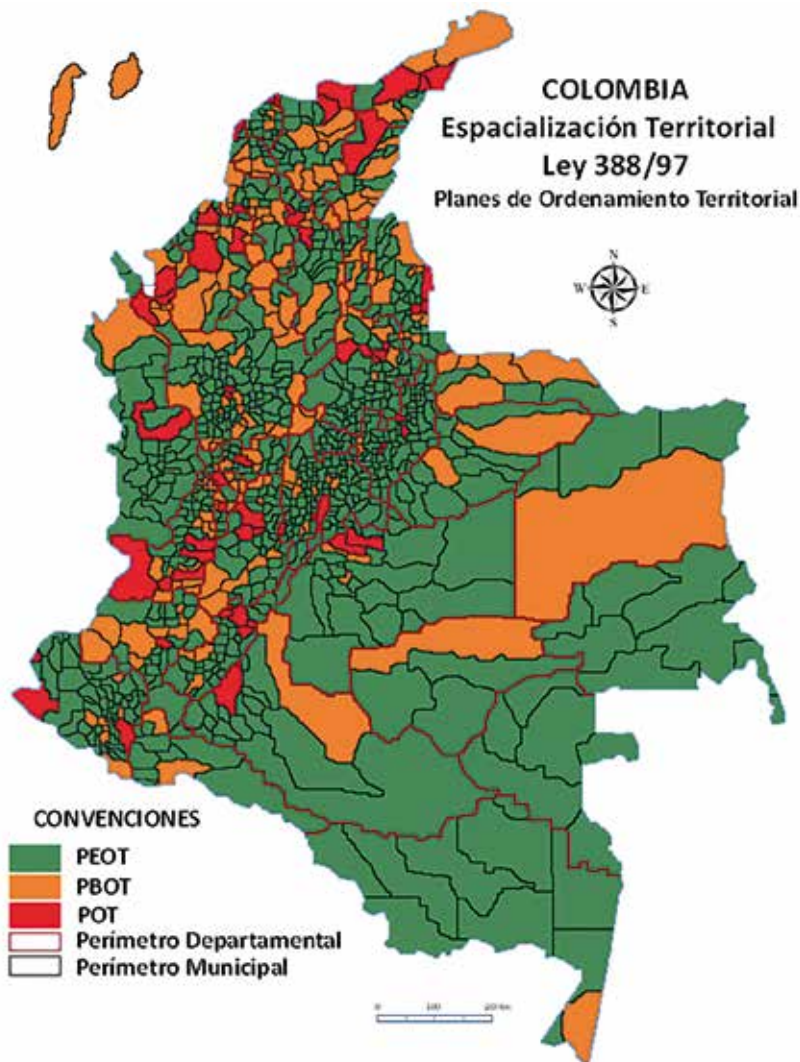 COLOMBIA
Espacialización Territorial
Ley 388/97
Planes de Ordenamiento Territorial
N
W E
S
CONVENCIONES
PEOT
PBOT
POT
Perímetro Departamental
Perímetro Municipal
0